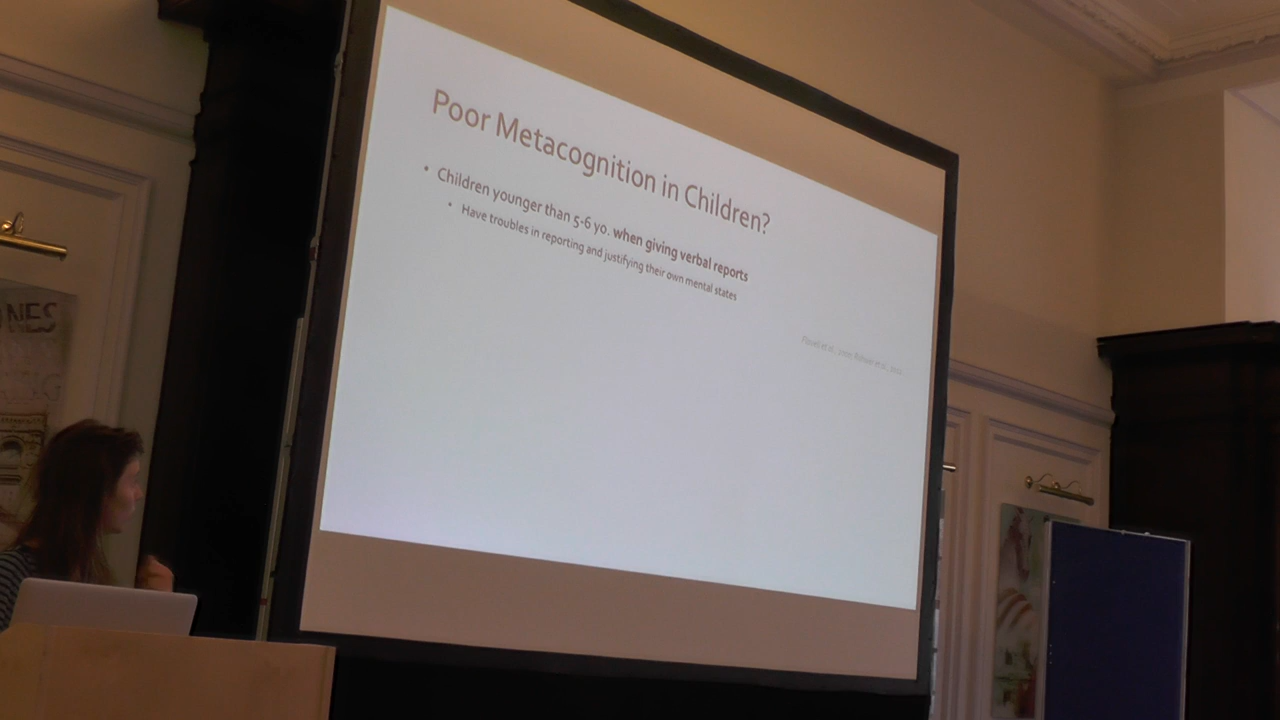 Poor Metacognition in Children?
• Children younger than 5-6 yo. when giving verbal reports
• Have troubles in reporting and justifying their own mental states
NES